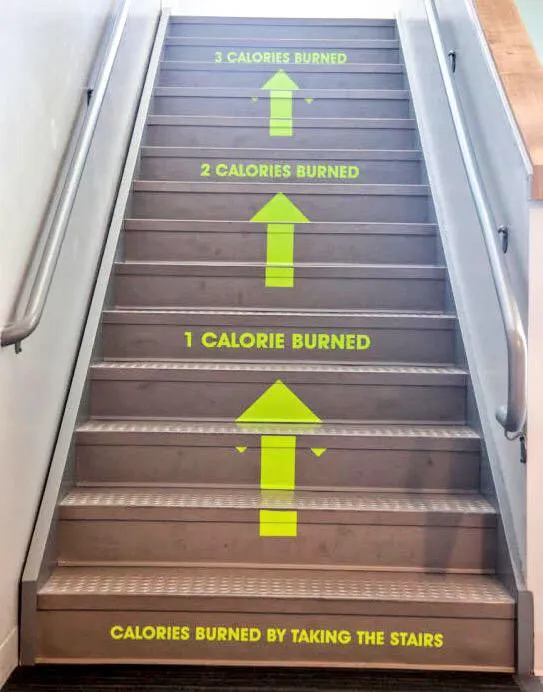 3 CALORIES BURNED
2 CALORIES BURNED
1 CALORIE BURNED
CALORIES BURNED BY TAKING THE STAIRS